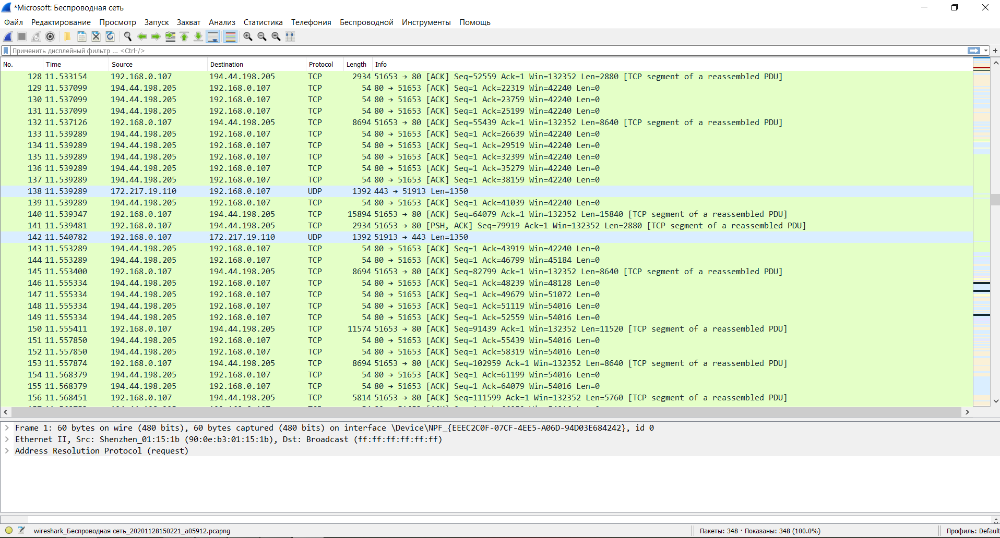 *Microsoft: Беспроводная сеть
Файл Редактирование Просмотр Запуск Захват Анализ Статистика Телефония Беспроводной Инструменты Помощь
Применить дисплейный фильтр ... <Ctrl-/>
No. Time Source Destination Protocol Length Info
128 11.533154 192.168.0.107 194.44.198.205 TCP 2934 51653 → 80 [ACK] Seq=52559 Ack=1 Win=132352 Len=2880 [TCP segment of a reassembled PDU]
129 11.537099 194.44.198.205 192.168.0.107 TCP 54 80 → 51653 [ACK] Seq=1 Ack=22319 Win=42240 Len=0
130 11.537099 194.44.198.205 192.168.0.107 TCP 54 80 → 51653 [ACK] Seq=1 Ack=23759 Win=42240 Len=0
131 11.537099 194.44.198.205 192.168.0.107 TCP 54 80 → 51653 [ACK] Seq=1 Ack=25199 Win=42240 Len=0
132 11.537126 192.168.0.107 194.44.198.205 TCP 8694 51653 → 80 [ACK] Seq=55439 Ack=1 Win=132352 Len=8640 [TCP segment of a reassembled PDU]
133 11.539289 194.44.198.205 192.168.0.107 TCP 54 80 → 51653 [ACK] Seq=1 Ack=26639 Win=42240 Len=0
134 11.539289 194.44.198.205 192.168.0.107 TCP 54 80 → 51653 [ACK] Seq=1 Ack=29519 Win=42240 Len=0
135 11.539289 194.44.198.205 192.168.0.107 TCP 54 80 → 51653 [ACK] Seq=1 Ack=32399 Win=42240 Len=0
136 11.539289 194.44.198.205 192.168.0.107 TCP 54 80 → 51653 [ACK] Seq=1 Ack=35279 Win=42240 Len=0
137 11.539289 194.44.198.205 192.168.0.107 TCP 54 80 → 51653 [ACK] Seq=1 Ack=38159 Win=42240 Len=0
138 11.539289 172.217.19.110 192.168.0.107 UDP 1392 443 → 51913 Len=1350
139 11.539289 194.44.198.205 192.168.0.107 TCP 54 80 → 51653 [ACK] Seq=1 Ack=41039 Win=42240 Len=0
140 11.539347 192.168.0.107 194.44.198.205 TCP 15894 51653 → 80 [ACK] Seq=64079 Ack=1 Win=132352 Len=15840 [TCP segment of a reassembled PDU]
141 11.539481 192.168.0.107 194.44.198.205 TCP 2934 51653 → 80 [PSH, ACK] Seq=79919 Ack=1 Win=132352 Len=2880 [TCP segment of a reassembled PDU]
142 11.540782 192.168.0.107 172.217.19.110 UDP 1392 51913 → 443 Len=1350
143 11.553289 194.44.198.205 192.168.0.107 TCP 54 80 → 51653 [ACK] Seq=1 Ack=43919 Win=42240 Len=0
144 11.553289 194.44.198.205 192.168.0.107 TCP 54 80 → 51653 [ACK] Seq=1 Ack=46799 Win=45184 Len=0
145 11.553400 192.168.0.107 194.44.198.205 TCP 8694 51653 → 80 [ACK] Seq=82799 Ack=1 Win=132352 Len=8640 [TCP segment of a reassembled PDU]
146 11.555334 194.44.198.205 192.168.0.107 TCP 54 80 → 51653 [ACK] Seq=1 Ack=48239 Win=48128 Len=0
147 11.555334 194.44.198.205 192.168.0.107 TCP 54 80 → 51653 [ACK] Seq=1 Ack=49679 Win=51072 Len=0
148 11.555334 194.44.198.205 192.168.0.107 TCP 54 80 → 51653 [ACK] Seq=1 Ack=51119 Win=54016 Len=0
149 11.555334 194.44.198.205 192.168.0.107 TCP 54 80 → 51653 [ACK] Seq=1 Ack=52559 Win=54016 Len=0
150 11.555411 192.168.0.107 194.44.198.205 TCP 11574 51653 → 80 [ACK] Seq=91439 Ack=1 Win=132352 Len=11520 [TCP segment of a reassembled PDU]
151 11.557850 194.44.198.205 192.168.0.107 TCP 54 80 → 51653 [ACK] Seq=1 Ack=55439 Win=54016 Len=0
152 11.557850 194.44.198.205 192.168.0.107 TCP 54 80 → 51653 [ACK] Seq=1 Ack=58319 Win=54016 Len=0
153 11.557874 192.168.0.107 194.44.198.205 TCP 8694 51653 → 80 [ACK] Seq=102959 Ack=1 Win=132352 Len=8640 [TCP segment of a reassembled PDU]
154 11.568379 194.44.198.205 192.168.0.107 TCP 54 80 → 51653 [ACK] Seq=1 Ack=61199 Win=54016 Len=0
155 11.568379 194.44.198.205 192.168.0.107 TCP 54 80 → 51653 [ACK] Seq=1 Ack=64079 Win=54016 Len=0
156 11.568451 192.168.0.107 194.44.198.205 TCP 5814 51653 → 80 [ACK] Seq=111599 Ack=1 Win=132352 Len=5760 [TCP segment of a reassembled PDU]
Frame 1: 60 bytes on wire (480 bits), 60 bytes captured (480 bits) on interface \Device\NPF_{EEEC2C0F-07CF-4EE5-A06D-94D03E684242}, id 0
Ethernet II, Src: Shenzhen_01:15:1b (90:0e:b3:01:15:1b), Dst: Broadcast (ff:ff:ff:ff:ff:ff)
Address Resolution Protocol (request)
wireshark_Беспроводная сеть_20201128150221_a05912.pcapng Пакеты: 348 · Показаны: 348 (100.0%) Профиль: Default